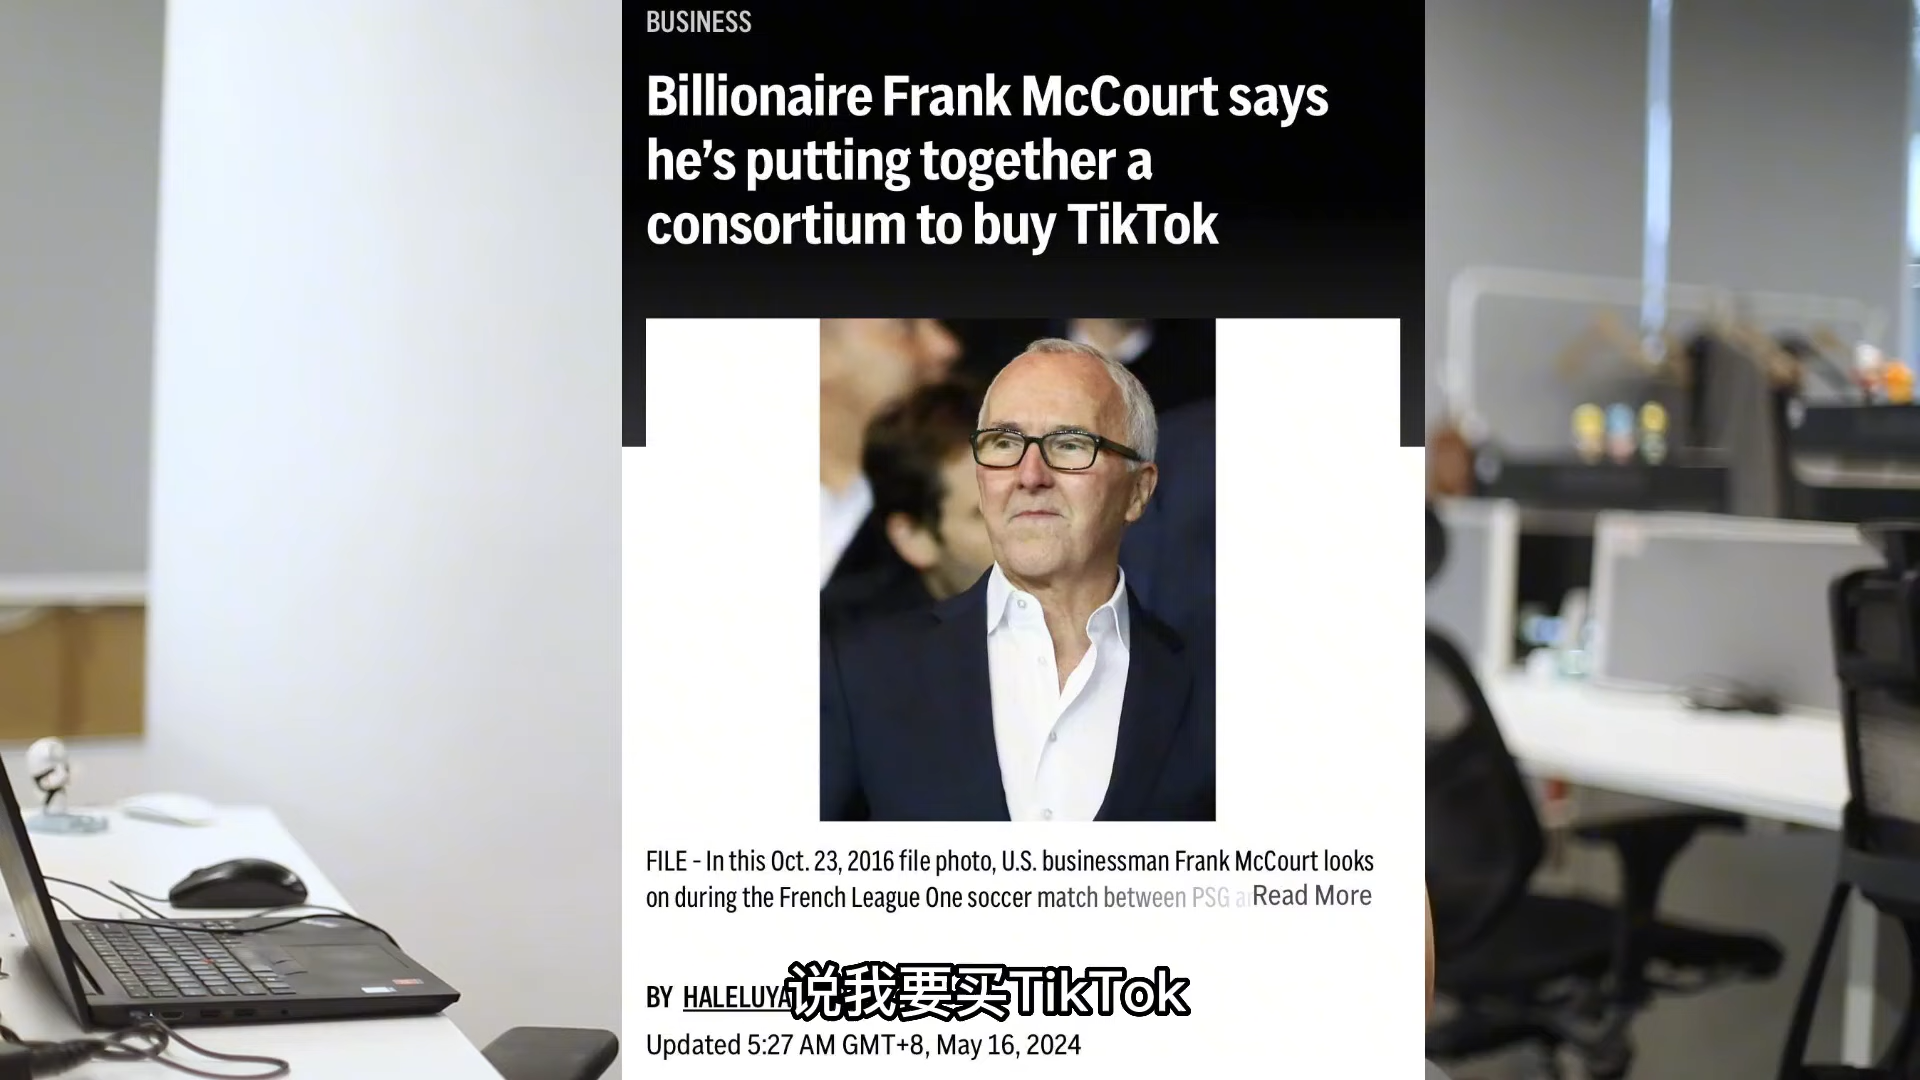 BUSINESS
Billionaire Frank McCourt says
he's putting together a
consortium to buy TikTok
FILE - In this Oct. 23, 2016 file photo, U.S. businessman Frank McCourt looks
on during the French League One soccer match between PSG a Read More
BY HALELUYA
说我要买TikTok
Updated 5:27 AM GMT+8, May 16, 2024